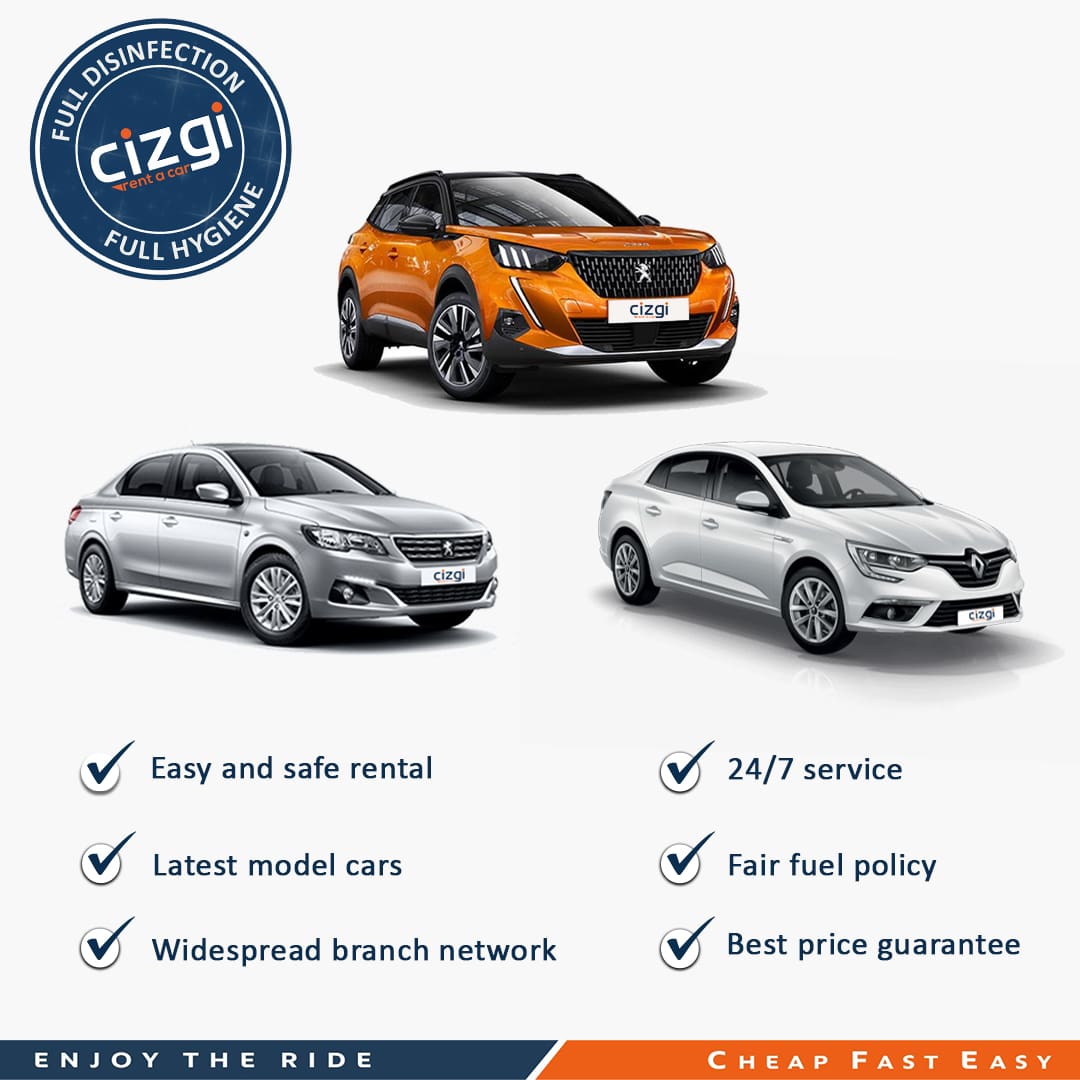 FULL DISINFECTION
cizgi
rent a car
FULL HYGIENE
cizgi
cizgi
cizgi
Easy and safe rental
24/7 service
Latest model cars
Fair fuel policy
Widespread branch network
Best price guarantee
ENJOY THE RIDE
CHEAP FAST EASY